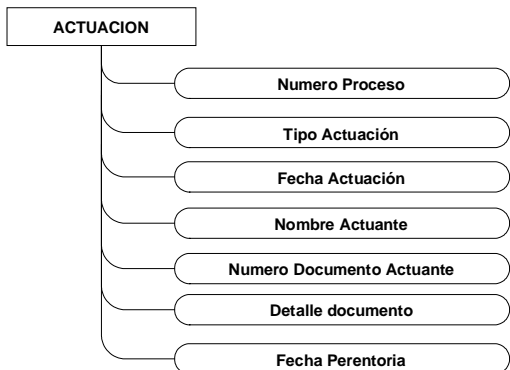 ACTUACION
Numero Proceso
Tipo Actuación
Fecha Actuación
Nombre Actuante
Numero Documento Actuante
Detalle documento
Fecha Perentoria